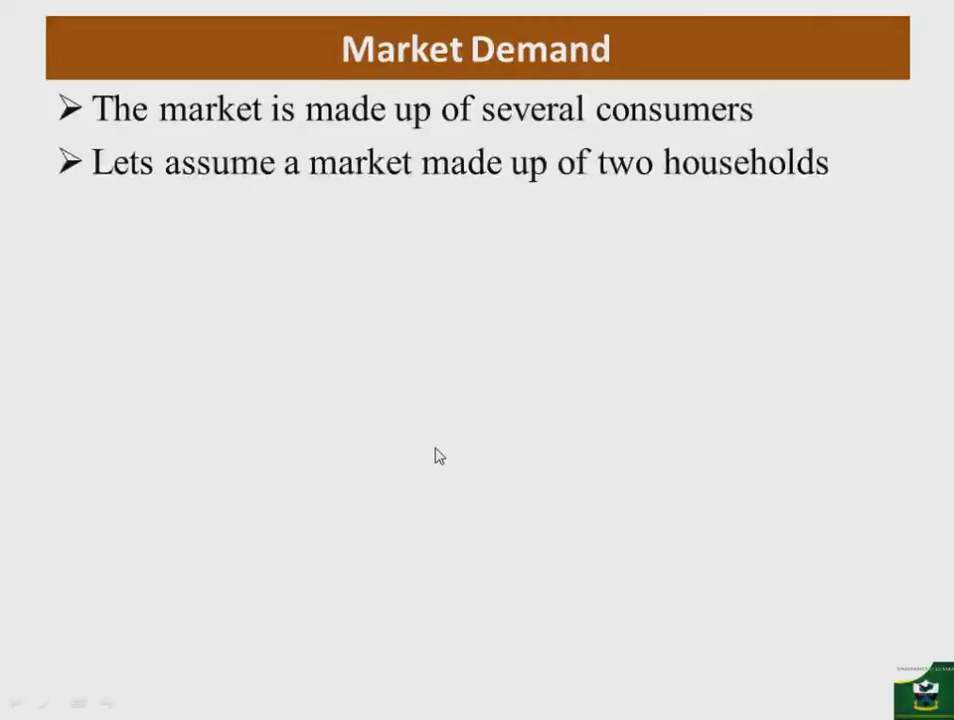 Market Demand
The market is made up of several consumers
Lets assume a market made up of two households